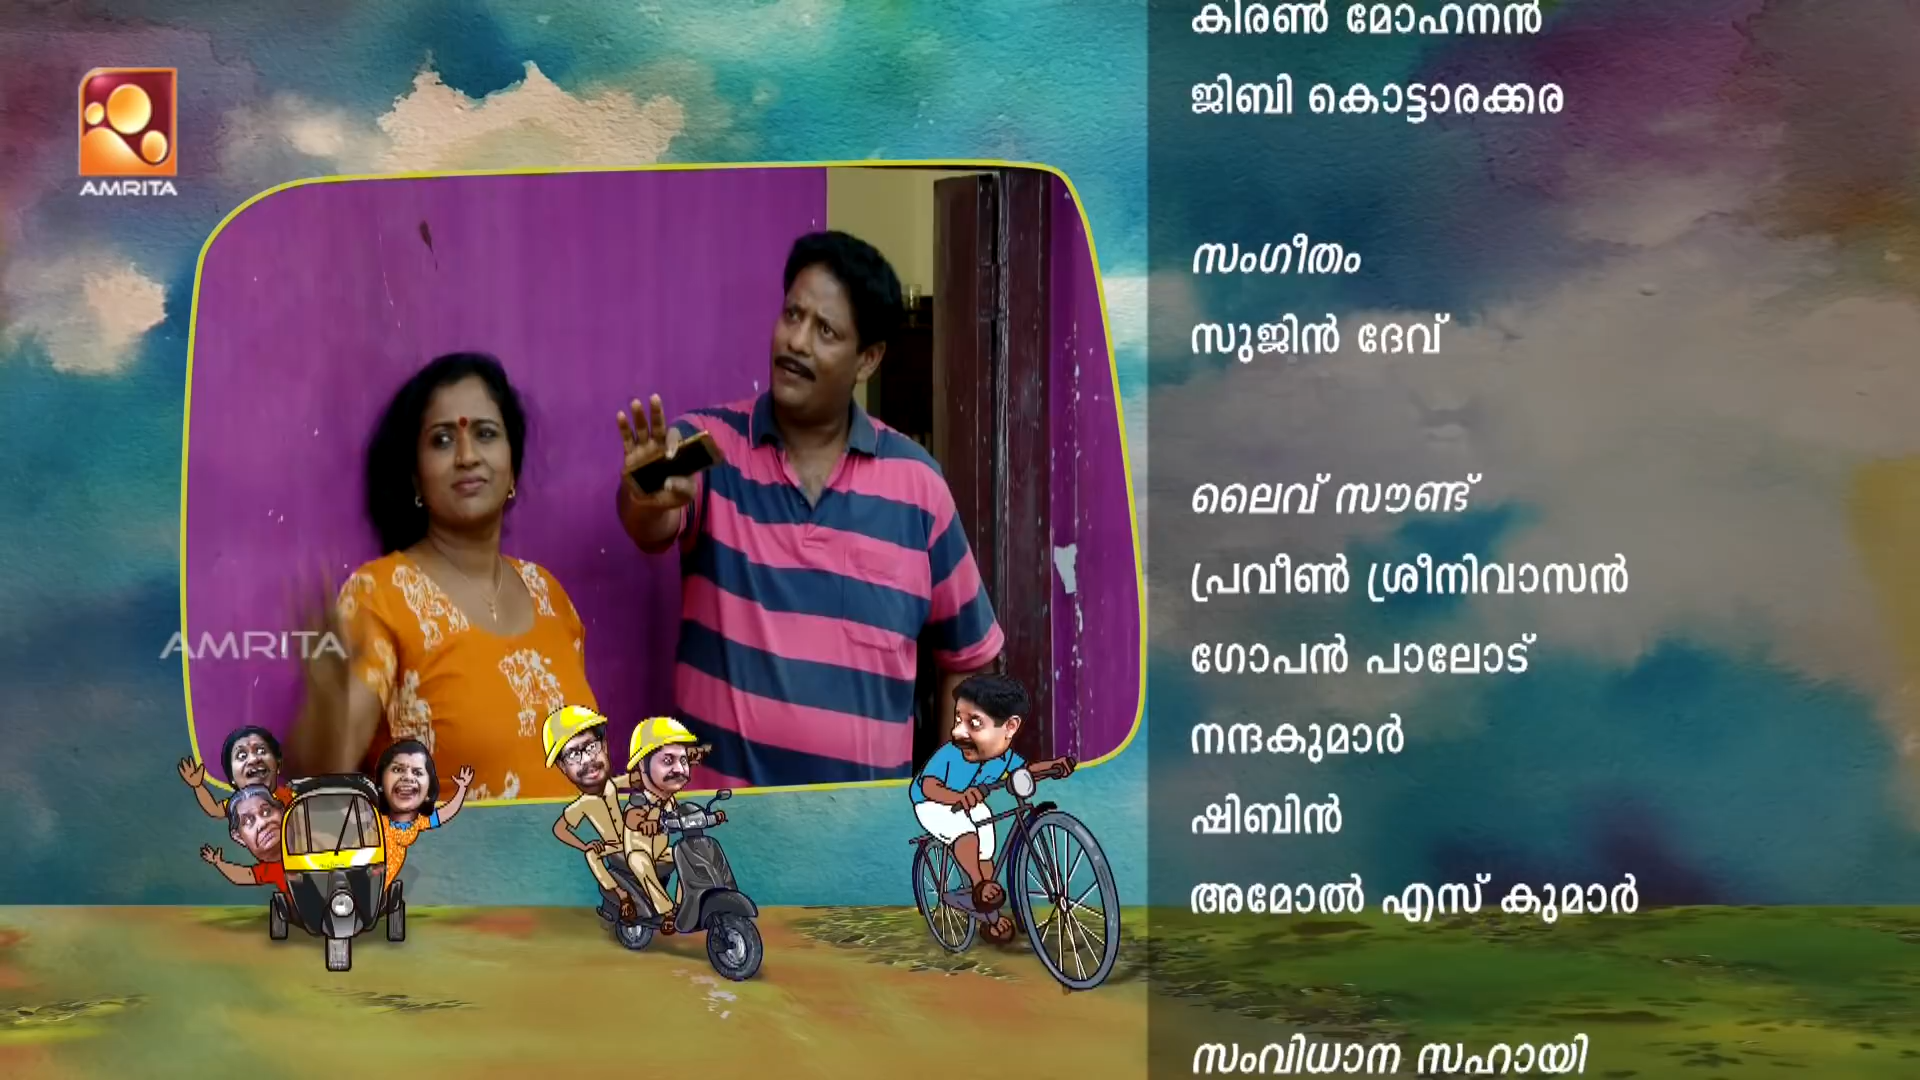 കിരൺ മോഹനൻ
ജിബി കൊട്ടാരക്കര
AMRITA
സംഗീതം
സുജിൻ ദേവ്
ലൈവ് സൗണ്ട്
പ്രവീൺ ശ്രീനിവാസൻ
AMRITA
ഗോപൻ പാലോട്
നന്ദകുമാർ
ഷിബിൻ
അമോൽ എസ് കുമാർ
സംവിധാന സഹായി